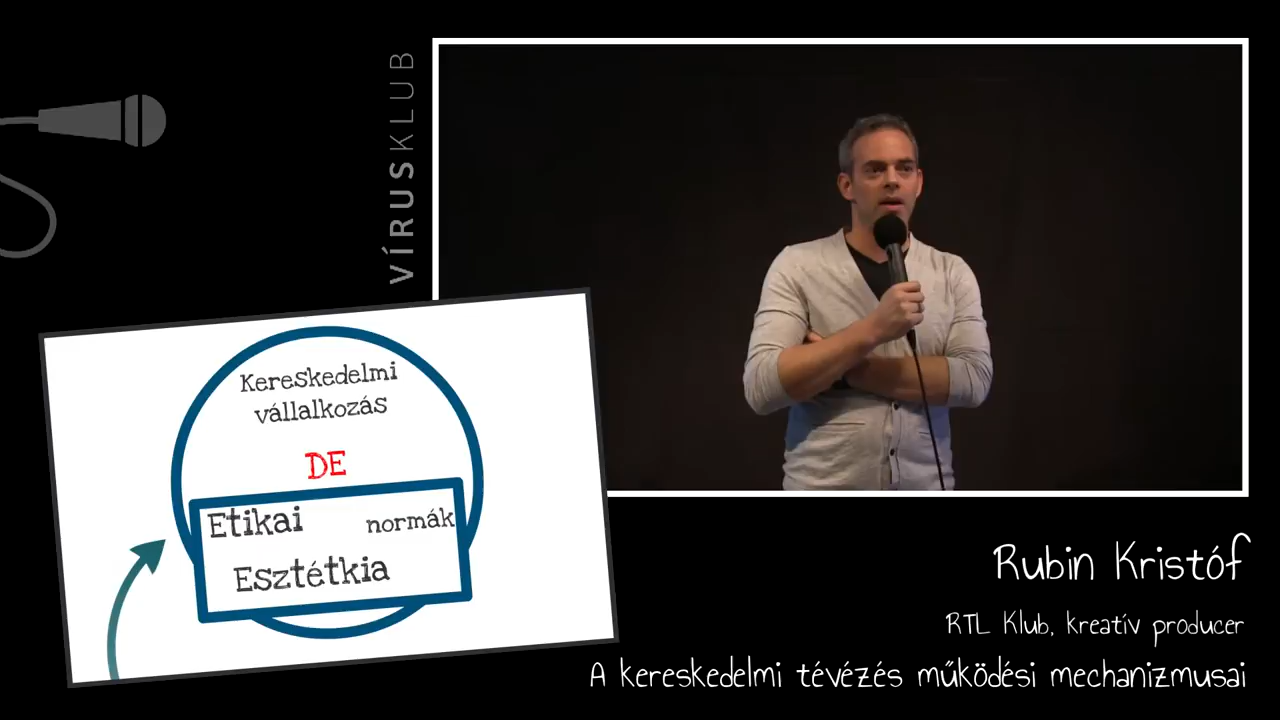 VÍRUSKLUB
Kereskedelmi
vállalkozás
DE
Etikai normák
Esztétkia
Rubin Kristóf
RTL Klub, kreatív producer
A kereskedelmi tévézés működési mechanizmusai